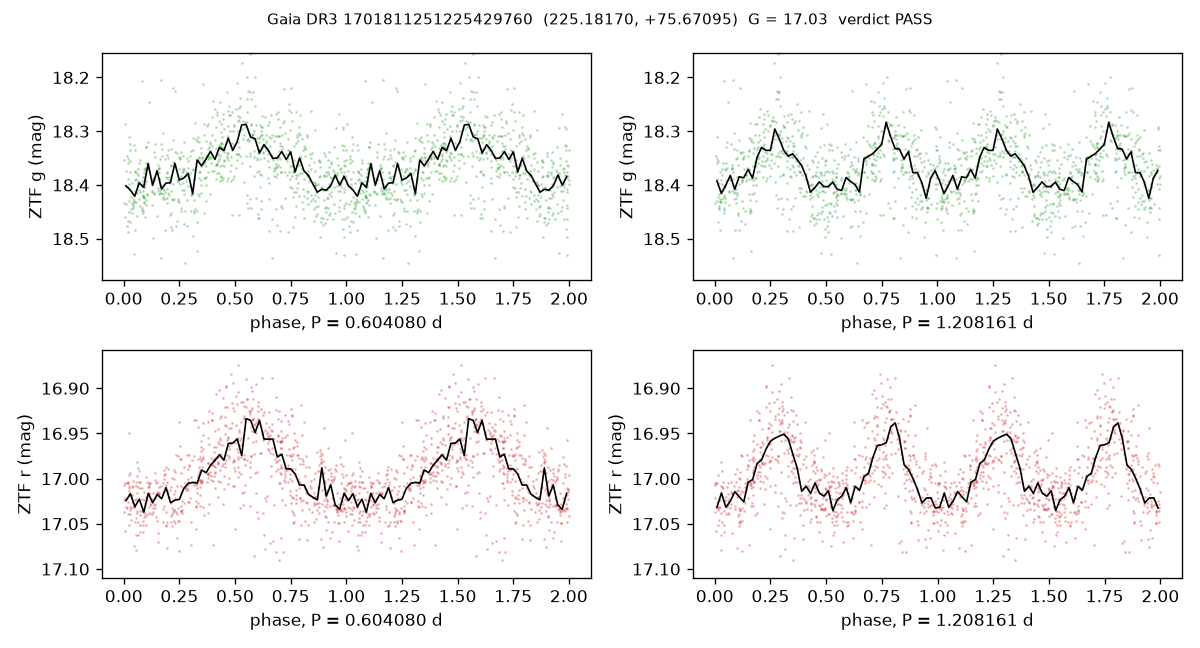 Gaia DR3 1701811251225429760  (225.18170, +75.67095)  G = 17.03  verdict PASS
ZTF g (mag)
18.2
18.3
18.4
18.5
0.00 0.25 0.50 0.75 1.00 1.25 1.50 1.75 2.00
phase, P = 0.604080 d
ZTF g (mag)
18.2
18.3
18.4
18.5
0.00 0.25 0.50 0.75 1.00 1.25 1.50 1.75 2.00
phase, P = 1.208161 d
ZTF r (mag)
16.90
16.95
17.00
17.05
17.10
0.00 0.25 0.50 0.75 1.00 1.25 1.50 1.75 2.00
phase, P = 0.604080 d
ZTF r (mag)
16.90
16.95
17.00
17.05
17.10
0.00 0.25 0.50 0.75 1.00 1.25 1.50 1.75 2.00
phase, P = 1.208161 d